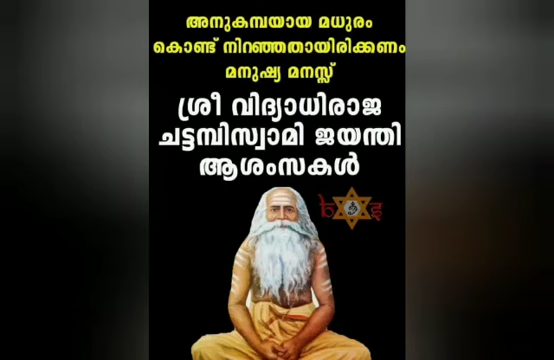 അനുകമ്പയായ മധുരം
കൊണ്ട് നിറഞ്ഞതായിരിക്കണം
മനുഷ്യ മനസ്സ്
ശ്രീ വിദ്യാധിരാജ
ചട്ടമ്പിസ്വാമി ജയന്തി
ആശംസകൾ